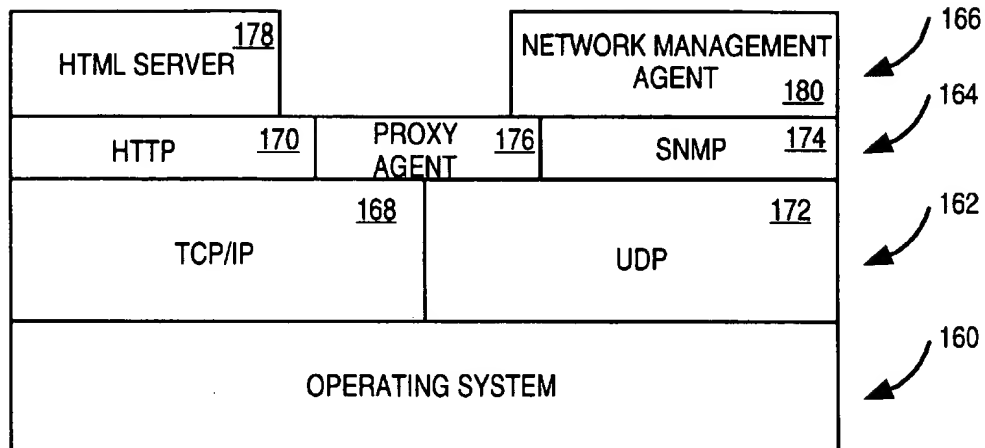 HTML SERVER 178
NETWORK MANAGEMENT
AGENT 180
166
HTTP 170
PROXY
AGENT 176
SNMP 174
164
TCP/IP 168
UDP 172
162
OPERATING SYSTEM
160